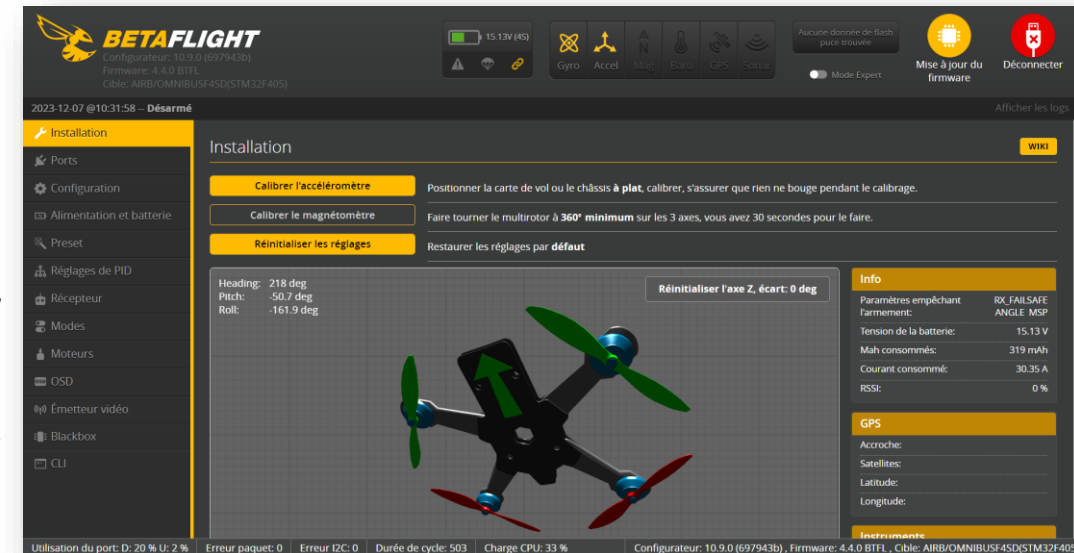 BETAFLIGHT
Configurateur: 10.9.0 (697943b)
Firmware: 4.4.0 BTFL
Cible: AIRB/OMNIBUSF4SD(STM32F405)
15.13V (4S)
Gyro Accel Mag Baro GPS Sonar
Aucune donnée de flash
puce trouvée
Mode Expert
Mise à jour du
firmware
Déconnecter
2023-12-07 @10:31:58 -- Désarmé
Afficher les logs
Installation
Ports
Configuration
Alimentation et batterie
Preset
Réglages de PID
Récepteur
Modes
Moteurs
OSD
Émetteur vidéo
Blackbox
CLI
Installation
WIKI
Calibrer l'accéléromètre
Positionner la carte de vol ou le châssis à plat, calibrer, s'assurer que rien ne bouge pendant le calibrage.
Calibrer le magnétomètre
Faire tourner le multirotor à 360° minimum sur les 3 axes, vous avez 30 secondes pour le faire.
Réinitialiser les réglages
Restaurer les réglages par défaut
Heading: 218 deg
Pitch: -50.7 deg
Roll: -161.9 deg
Réinitialiser l'axe Z, écart: 0 deg
Info
Paramètres empêchant RX_FAILSAFE
l'armement: ANGLE MSP
Tension de la batterie: 15.13 V
Mah consommés: 319 mAh
Courant consommé: 30.35 A
RSSI: 0 %
GPS
Accroche:
Satellites:
Latitude:
Longitude:
Instruments
Utilisation du port: D: 20 % U: 2 % Erreur paquet: 0 Erreur I2C: 0 Durée de cycle: 503 Charge CPU: 33 % Configurateur: 10.9.0 (697943b) , Firmware: 4.4.0 BTFL , Cible: AIRB/OMNIBUSF4SD(STM32F405